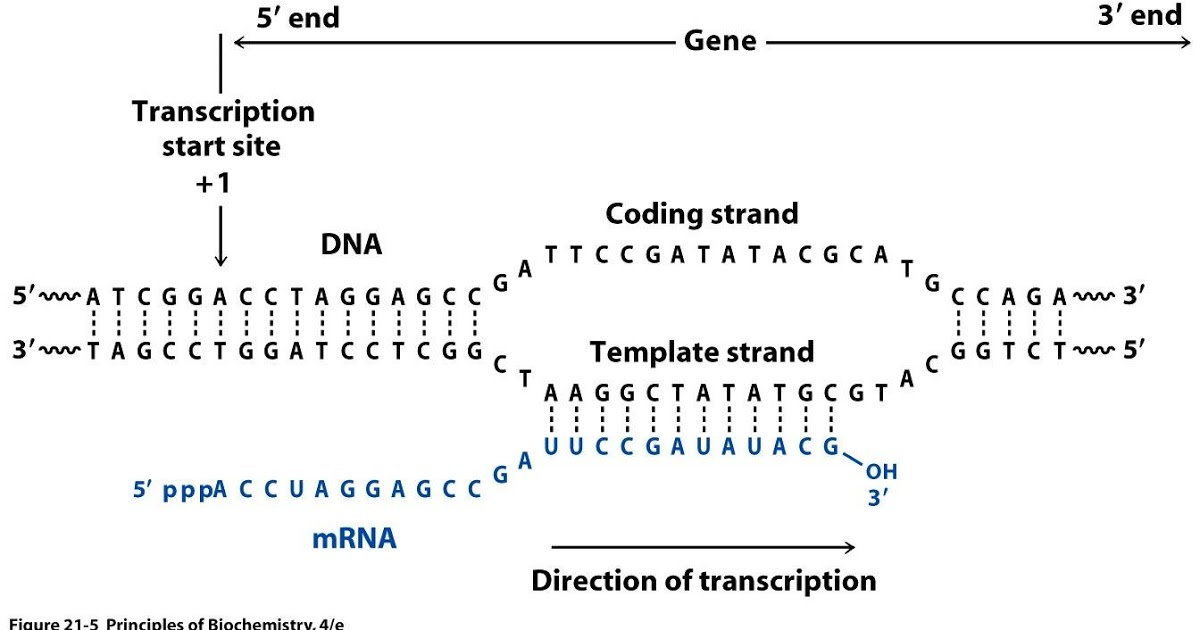 5′ end
3′ end
Gene
Transcription
start site
+1
DNA
Coding strand
5′ A T C G G A C C T A G G A G C C G A T T C C G A T A T A C G C A T G C C A G A 3′
3′ T A G C C T G G A T C C T C G G C T A A G G C T A T A T G C G T A C G G T C T 5′
Template strand
5′ pppA C C U A G G A G C C G A U U C C G A U A U A C G OH
3′
mRNA
Direction of transcription
Figure 21-5 Principles of Biochemistry, 4/e